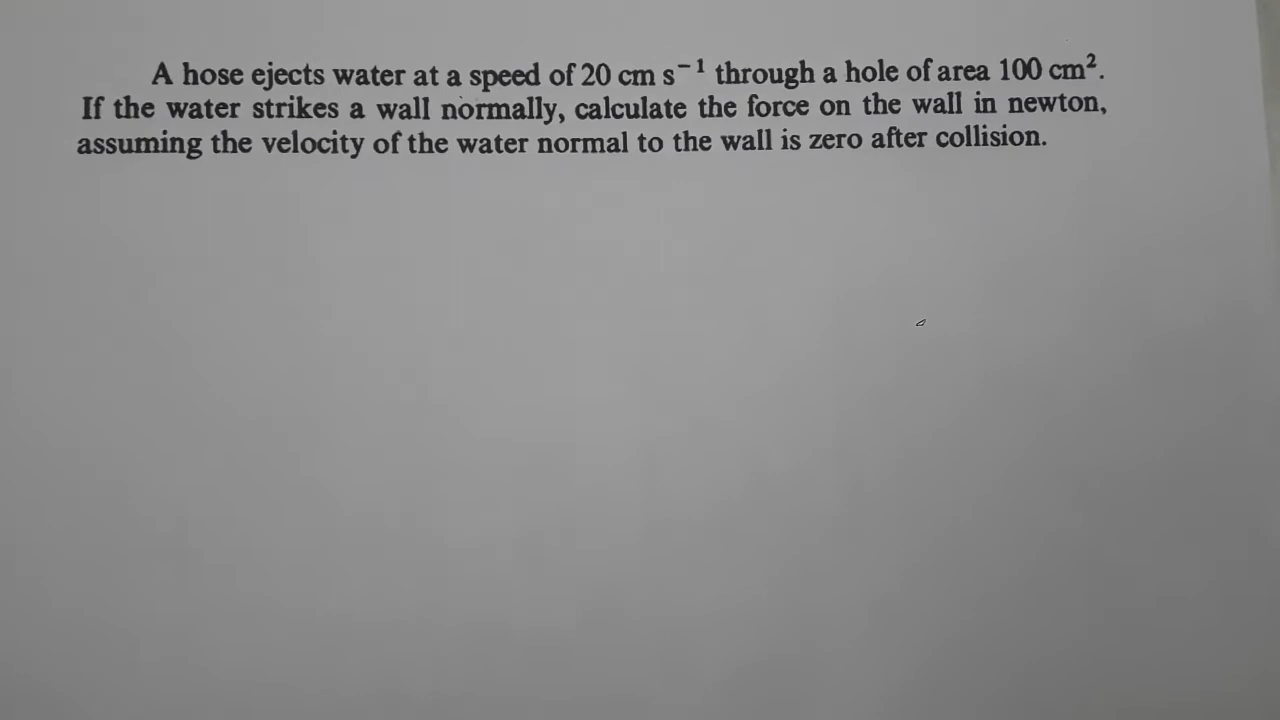 A hose ejects water at a speed of 20 cm s⁻¹ through a hole of area 100 cm².
If the water strikes a wall normally, calculate the force on the wall in newton,
assuming the velocity of the water normal to the wall is zero after collision.